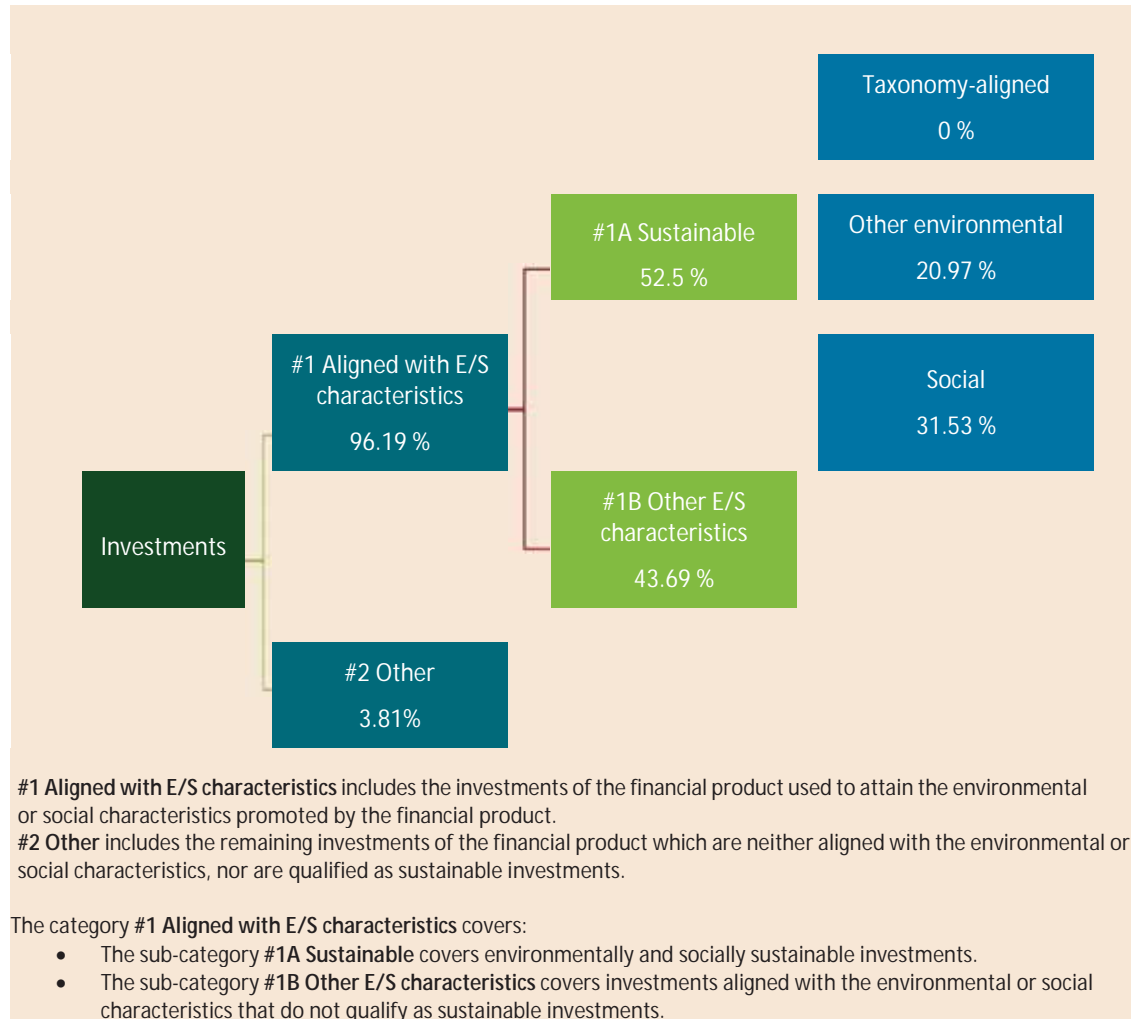 Taxonomy-aligned
0 %
#1A Sustainable
52.5 %
Other environmental
20.97 %
#1 Aligned with E/S
characteristics
96.19 %
Social
31.53 %
Investments
#1B Other E/S
characteristics
43.69 %
#2 Other
3.81%
#1 Aligned with E/S characteristics includes the investments of the financial product used to attain the environmental
or social characteristics promoted by the financial product.
#2 Other includes the remaining investments of the financial product which are neither aligned with the environmental or
social characteristics, nor are qualified as sustainable investments.
The category #1 Aligned with E/S characteristics covers:
• The sub-category #1A Sustainable covers environmentally and socially sustainable investments.
• The sub-category #1B Other E/S characteristics covers investments aligned with the environmental or social
characteristics that do not qualify as sustainable investments.